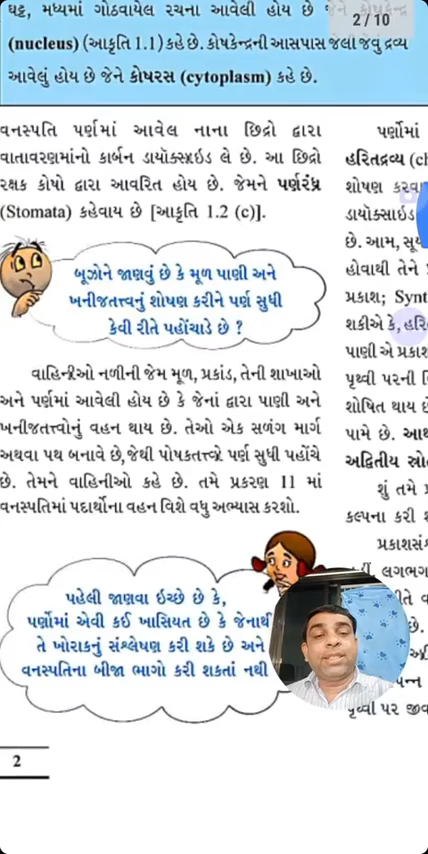 ઘટ્ટ, મધ્યમાં ગોઠવાયેલ રચના આવેલી હોય છે જેને કોષકેન્દ્ર
2 / 10
(nucleus) (આકૃતિ 1.1) કહે છે. કોષકેન્દ્રની આસપાસ જેલી જેવું દ્રવ્ય
આવેલું હોય છે જેને કોષરસ (cytoplasm) કહે છે.
વનસ્પતિ પર્ણમાં આવેલ નાના છિદ્રો દ્વારા
વાતાવરણમાંનો કાર્બન ડાયૉક્સાઇડ લે છે. આ છિદ્રો
રક્ષક કોષો દ્વારા આવરિત હોય છે. જેમને પર્ણરંધ્ર
(Stomata) કહેવાય છે [આકૃતિ 1.2 (c)].
બૂઝોને જાણવું છે કે મૂળ પાણી અને
ખનીજતત્ત્વનું શોષણ કરીને પર્ણ સુધી
કેવી રીતે પહોંચાડે છે ?
વાહિનીઓ નળીની જેમ મૂળ, પ્રકાંડ, તેની શાખાઓ
અને પર્ણમાં આવેલી હોય છે કે જેનાં દ્વારા પાણી અને
ખનીજતત્ત્વોનું વહન થાય છે. તેઓ એક સળંગ માર્ગ
અથવા પથ બનાવે છે, જેથી પોષકતત્ત્વો પર્ણ સુધી પહોંચે
છે. તેમને વાહિનીઓ કહે છે. તમે પ્રકરણ 11 માં
વનસ્પતિમાં પદાર્થોના વહન વિશે વધુ અભ્યાસ કરશો.
પહેલી જાણવા ઇચ્છે છે કે,
પર્ણોમાં એવી કઈ ખાસિયત છે કે જેનાથી
તે ખોરાકનું સંશ્લેષણ કરી શકે છે અને
વનસ્પતિના બીજા ભાગો કરી શકતાં નથી
2
પર્ણોમાં
હરિતદ્રવ્ય (ch
શોષણ કરવા
ડાયૉક્સાઇડ
છે. આમ, સૂર્ય
હોવાથી તેને
પ્રકાશ; Synt
શકીએ કે, હરિ
પાણી એ પ્રકાશ
પૃથ્વી પરની
શોષિત થાય છે
પામે છે. આથ
અદ્વિતીય સ્રોત
શું તમે
કલ્પના કરી
પ્રકાશસં
લગભગ
રીતે
છે.
પૃથ્વી પર જીવ